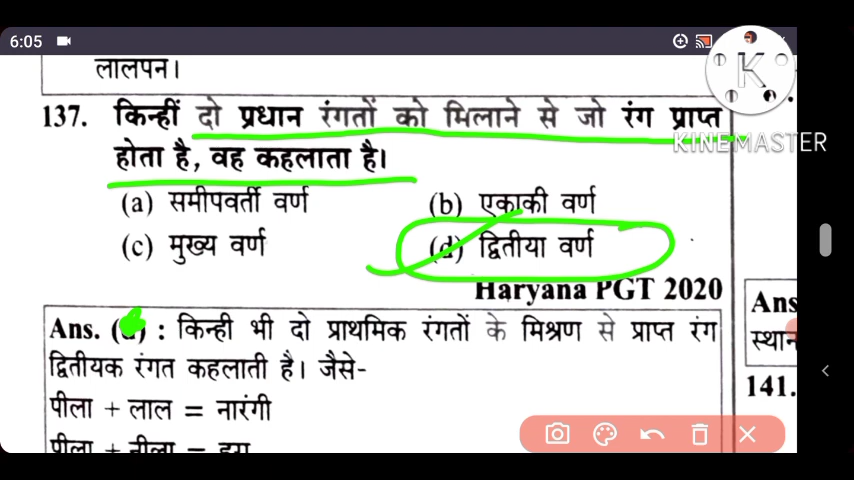 6:05
लालपन।
KINEMASTER
137. किन्हीं दो प्रधान रंगतों को मिलाने से जो रंग प्राप्त
होता है, वह कहलाता है।
(a) समीपवर्ती वर्ण (b) एकाकी वर्ण
(c) मुख्य वर्ण (d) द्वितीया वर्ण
Haryana PGT 2020
Ans. : किन्ही भी दो प्राथमिक रंगतों के मिश्रण से प्राप्त रंग
द्वितीयक रंगत कहलाती है। जैसे-
पीला + लाल = नारंगी
पीला + नीला = हरा
Ans
स्थान
141.